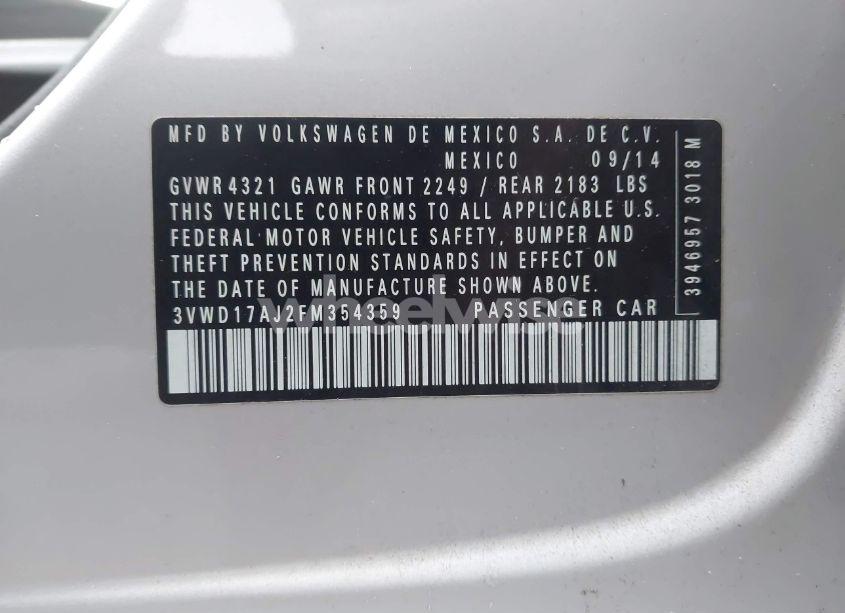 MFD BY VOLKSWAGEN DE MEXICO S.A. DE C.V.
MEXICO 09/14
GVWR 4321 GAWR FRONT 2249 / REAR 2183 LBS
THIS VEHICLE CONFORMS TO ALL APPLICABLE U.S.
FEDERAL MOTOR VEHICLE SAFETY, BUMPER AND
THEFT PREVENTION STANDARDS IN EFFECT ON
THE DATE OF MANUFACTURE SHOWN ABOVE.
3VWD17AJ2FM354359 PASSENGER CAR
3946957 3018 M
wheelwise